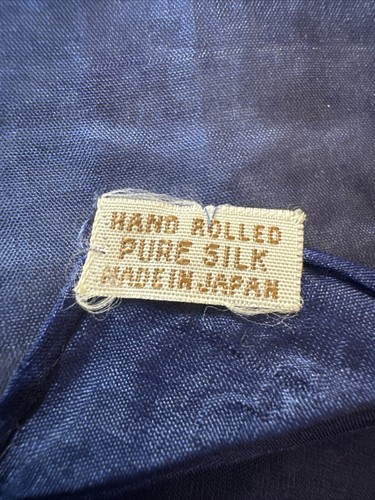 HAND ROLLED
PURE SILK
MADE IN JAPAN